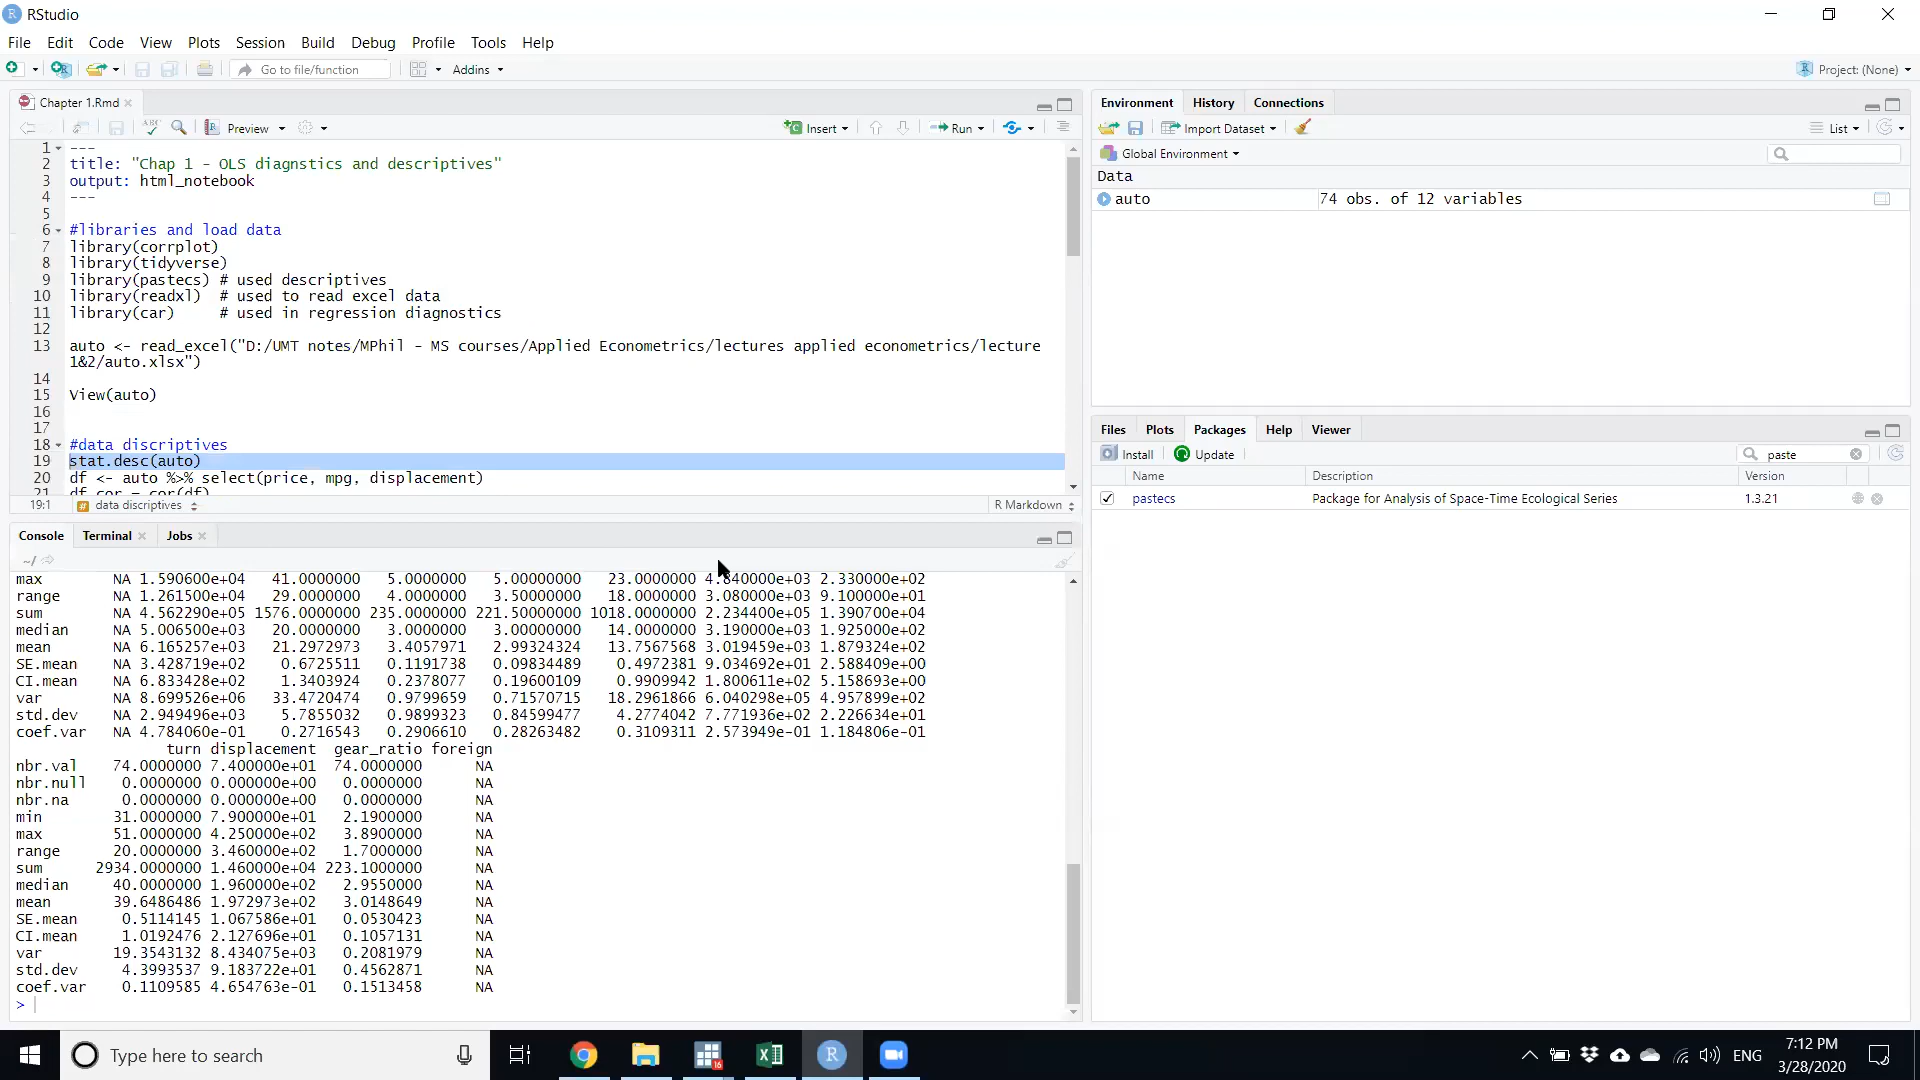 RStudio
File Edit Code View Plots Session Build Debug Profile Tools Help
Go to file/function Addins Project: (None)
Chapter 1.Rmd
ABC Preview Insert Run
1 ---
2 title: "Chap 1 - OLS diagnstics and descriptives"
3 output: html_notebook
4 ---
5
6 #libraries and load data
7 library(corrplot)
8 library(tidyverse)
9 library(pastecs) # used descriptives
10 library(readxl) # used to read excel data
11 library(car) # used in regression diagnostics
12
13 auto <- read_excel("D:/UMT notes/MPhil - MS courses/Applied Econometrics/lectures applied econometrics/lecture
1&2/auto.xlsx")
14
15 View(auto)
16
17
18 #data discriptives
19 stat.desc(auto)
20 df <- auto %>% select(price, mpg, displacement)
21 df cor = cor(df)
19:1 # data discriptives R Markdown
Console Terminal Jobs
~/
max NA 1.590600e+04 41.0000000 5.0000000 5.00000000 23.0000000 4.840000e+03 2.330000e+02
range NA 1.261500e+04 29.0000000 4.0000000 3.50000000 18.0000000 3.080000e+03 9.100000e+01
sum NA 4.562290e+05 1576.0000000 235.0000000 221.50000000 1018.0000000 2.234400e+05 1.390700e+04
median NA 5.006500e+03 20.0000000 3.0000000 3.00000000 14.0000000 3.190000e+03 1.925000e+02
mean NA 6.165257e+03 21.2972973 3.4057971 2.99324324 13.7567568 3.019459e+03 1.879324e+02
SE.mean NA 3.428719e+02 0.6725511 0.1191738 0.09834489 0.4972381 9.034692e+01 2.588409e+00
CI.mean NA 6.833428e+02 1.3403924 0.2378077 0.19600109 0.9909942 1.800611e+02 5.158693e+00
var NA 8.699526e+06 33.4720474 0.9799659 0.71570715 18.2961866 6.040298e+05 4.957899e+02
std.dev NA 2.949496e+03 5.7855032 0.9899323 0.84599477 4.2774042 7.771936e+02 2.226634e+01
coef.var NA 4.784060e-01 0.2716543 0.2906610 0.28263482 0.3109311 2.573949e-01 1.184806e-01
turn displacement gear_ratio foreign
nbr.val 74.0000000 7.400000e+01 74.0000000 NA
nbr.null 0.0000000 0.000000e+00 0.0000000 NA
nbr.na 0.0000000 0.000000e+00 0.0000000 NA
min 31.0000000 7.900000e+01 2.1900000 NA
max 51.0000000 4.250000e+02 3.8900000 NA
range 20.0000000 3.460000e+02 1.7000000 NA
sum 2934.0000000 1.460000e+04 223.1000000 NA
median 40.0000000 1.960000e+02 2.9550000 NA
mean 39.6486486 1.972973e+02 3.0148649 NA
SE.mean 0.5114145 1.067586e+01 0.0530423 NA
CI.mean 1.0192476 2.127696e+01 0.1057131 NA
var 19.3543132 8.434075e+03 0.2081979 NA
std.dev 4.3993537 9.183722e+01 0.4562871 NA
coef.var 0.1109585 4.654763e-01 0.1513458 NA
>
Environment History Connections
Import Dataset List
Global Environment
Data
auto 74 obs. of 12 variables
Files Plots Packages Help Viewer
Install Update paste
Name Description Version
pastecs Package for Analysis of Space-Time Ecological Series 1.3.21
Type here to search
ENG
7:12 PM
3/28/2020